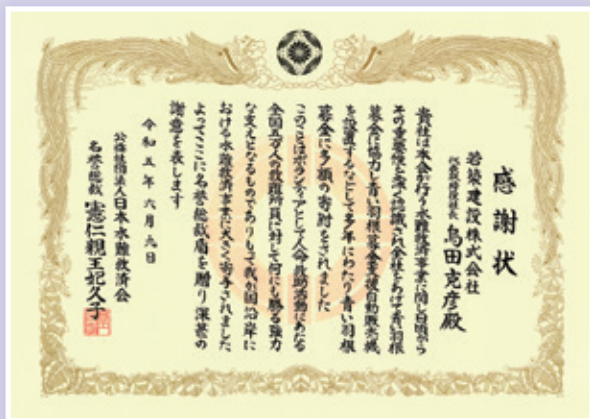 感謝状
若築建設株式会社
代表取締役社長 烏田克彦殿
貴社は本会が行う水難救済事業に関し日頃から
その重要性を深く認識され全社をあげて青い羽根
募金に協力し青い羽根募金支援自動販売機
を設置するなどして多年にわたり青い羽根
募金に多額の寄附をされました
このことはボランティアとして人命救助活動にあたる
全国五万人の救難所員に対して何にも勝る強力
な支えとなるものでありもって我が国沿岸に
おける水難救済事業に大きく寄与されました
よってここに名誉総裁盾を贈り深甚の
謝意を表します
令和五年六月九日
公益社団法人日本水難救済会
名誉総裁 憲仁親王妃久子